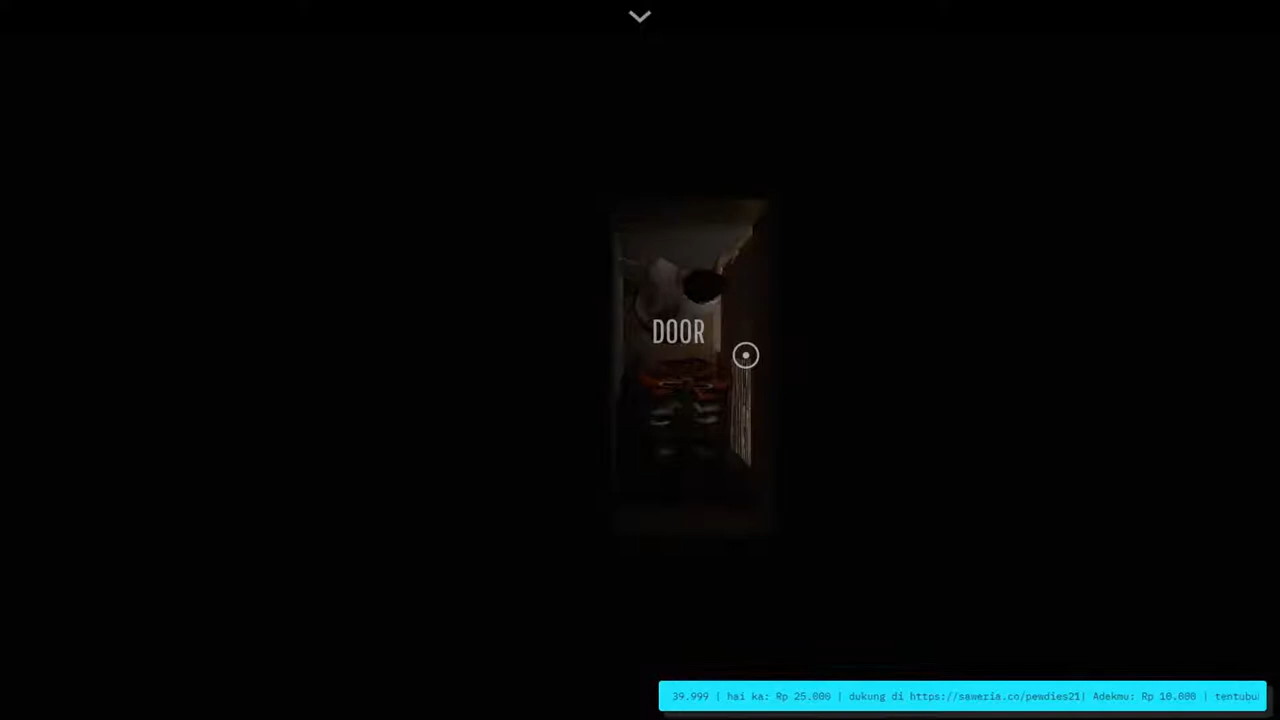 DOOR
39.999 | hai ka: Rp 25.000 | dukung di https://saweria.co/pewdies21| Adekmu: Rp 10.000 | tentubu